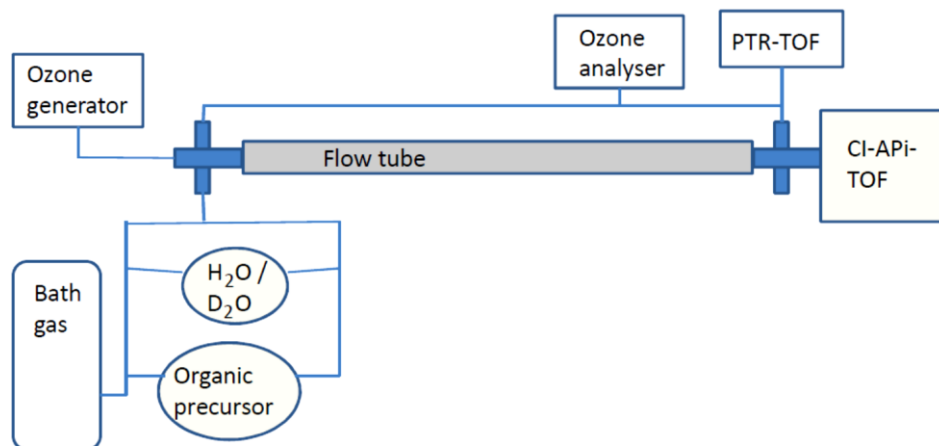 Ozone
generator
Ozone
analyser
PTR-TOF
Flow tube
CI-APi-
TOF
Bath
gas
H₂O /
D₂O
Organic
precursor